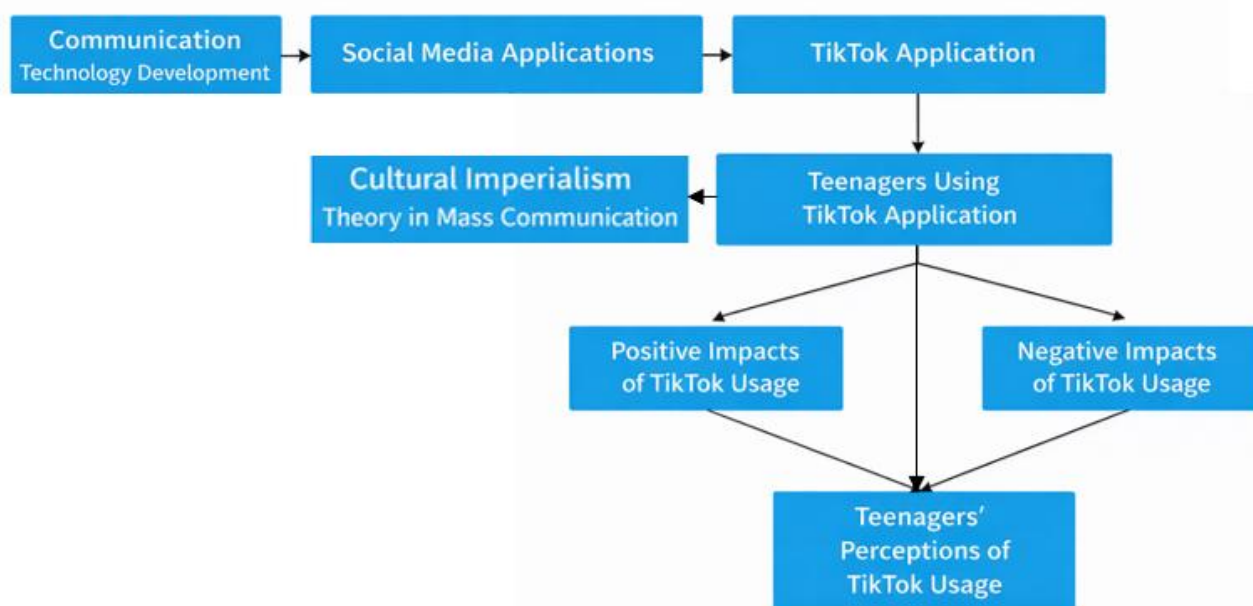 Communication
Technology Development
Social Media Applications
TikTok Application
Cultural Imperialism
Theory in Mass Communication
Teenagers Using
TikTok Application
Positive Impacts
of TikTok Usage
Negative Impacts
of TikTok Usage
Teenagers’
Perceptions of
TikTok Usage